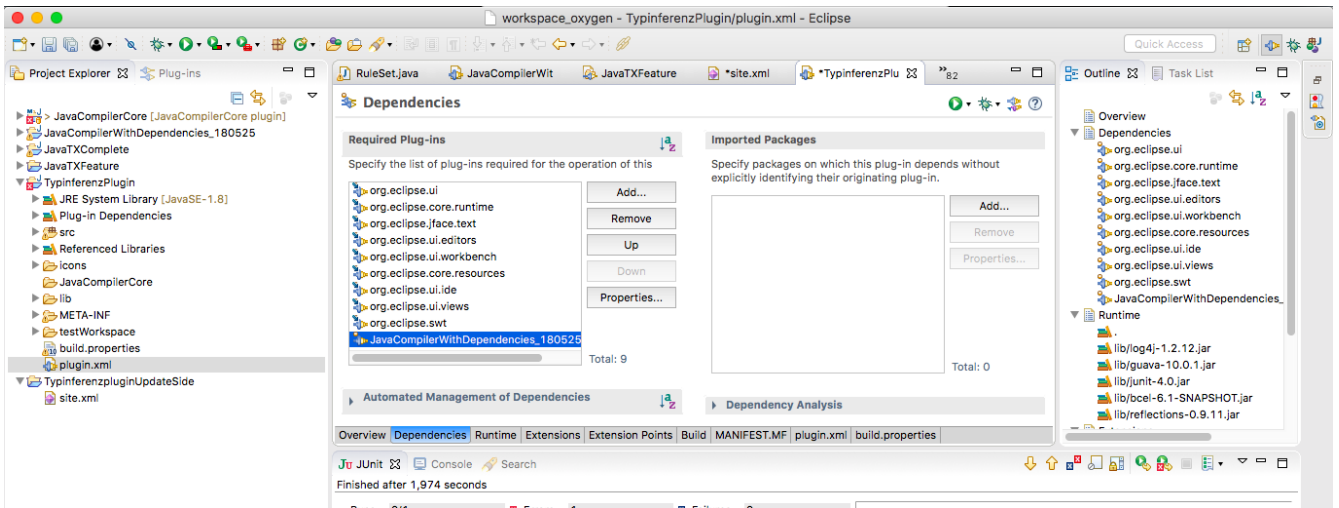 workspace_oxygen - TypinferenzPlugin/plugin.xml - Eclipse
Quick Access
Project Explorer
Plug-ins
> JavaCompilerCore [JavaCompilerCore plugin]
JavaCompilerWithDependencies_180525
JavaTXComplete
JavaTXFeature
TypinferenzPlugin
JRE System Library [JavaSE-1.8]
Plug-in Dependencies
src
Referenced Libraries
icons
JavaCompilerCore
lib
META-INF
testWorkspace
build.properties
plugin.xml
TypinferenzpluginUpdateSide
site.xml
RuleSet.java
JavaCompilerWit
JavaTXFeature
*site.xml
*TypinferenzPlu
»82
Dependencies
Required Plug-ins
Specify the list of plug-ins required for the operation of this
org.eclipse.ui
org.eclipse.core.runtime
org.eclipse.jface.text
org.eclipse.ui.editors
org.eclipse.ui.workbench
org.eclipse.core.resources
org.eclipse.ui.ide
org.eclipse.ui.views
org.eclipse.swt
JavaCompilerWithDependencies_180525
Add...
Remove
Up
Down
Properties...
Total: 9
Automated Management of Dependencies
Imported Packages
Specify packages on which this plug-in depends without
explicitly identifying their originating plug-in.
Add...
Remove
Properties...
Total: 0
Dependency Analysis
Overview Dependencies Runtime Extensions Extension Points Build MANIFEST.MF plugin.xml build.properties
Outline
Task List
Overview
Dependencies
org.eclipse.ui
org.eclipse.core.runtime
org.eclipse.jface.text
org.eclipse.ui.editors
org.eclipse.ui.workbench
org.eclipse.core.resources
org.eclipse.ui.ide
org.eclipse.ui.views
org.eclipse.swt
JavaCompilerWithDependencies_
Runtime
.
lib/log4j-1.2.12.jar
lib/guava-10.0.1.jar
lib/junit-4.0.jar
lib/bcel-6.1-SNAPSHOT.jar
lib/reflections-0.9.11.jar
JUnit
Console
Search
Finished after 1,974 seconds